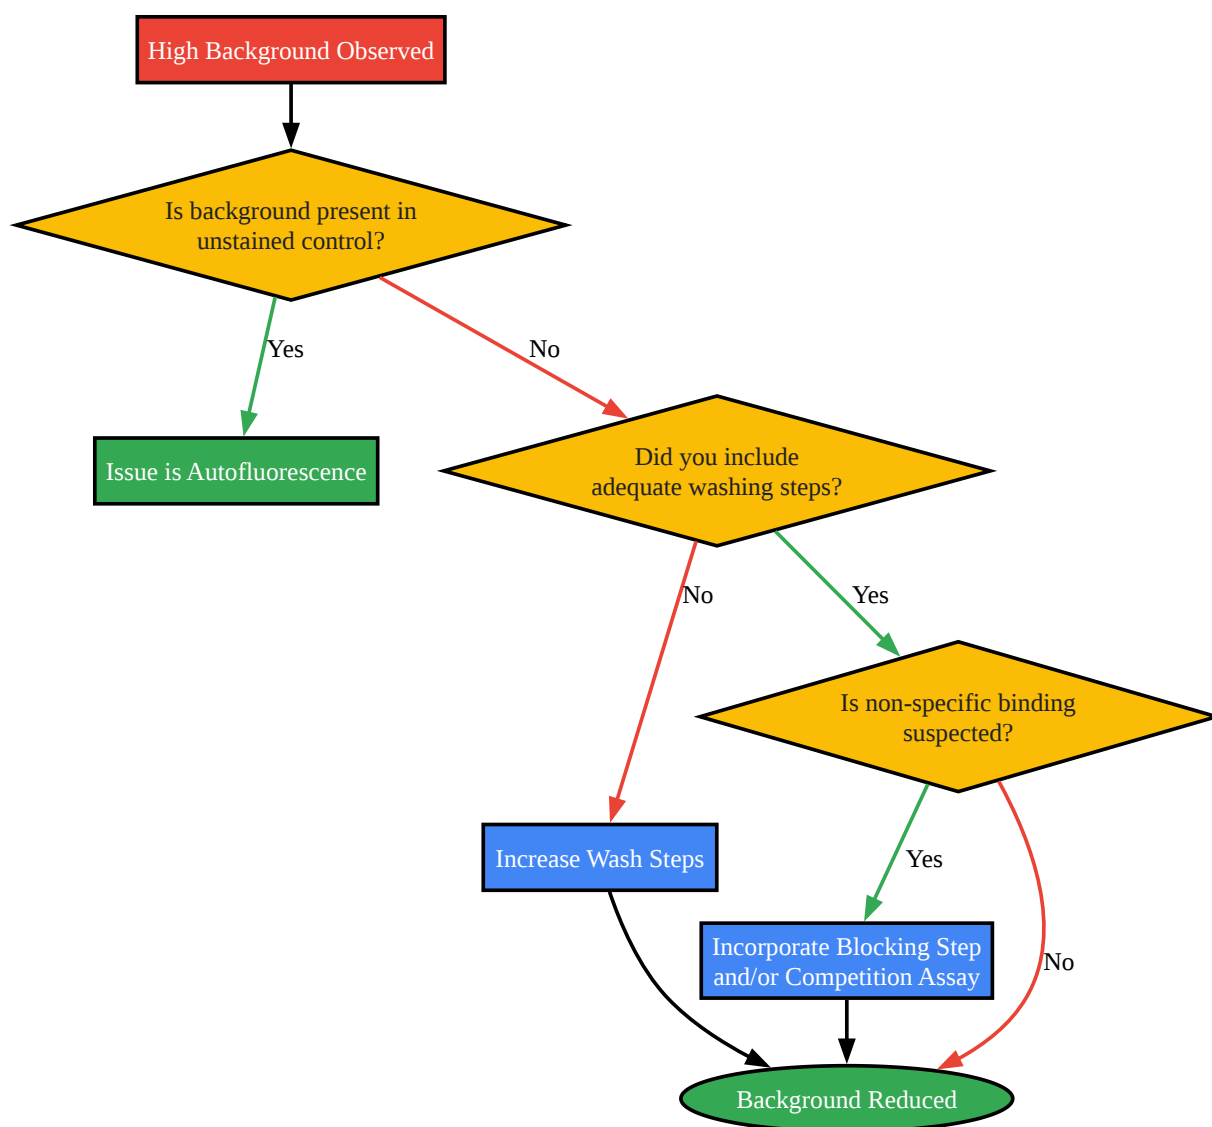 High Background Observed
Is background present in
unstained control?
Yes
No
Issue is Autofluorescence
Did you include
adequate washing steps?
No
Yes
Is non-specific binding
suspected?
Increase Wash Steps
Yes
Incorporate Blocking Step
and/or Competition Assay
No
Background Reduced